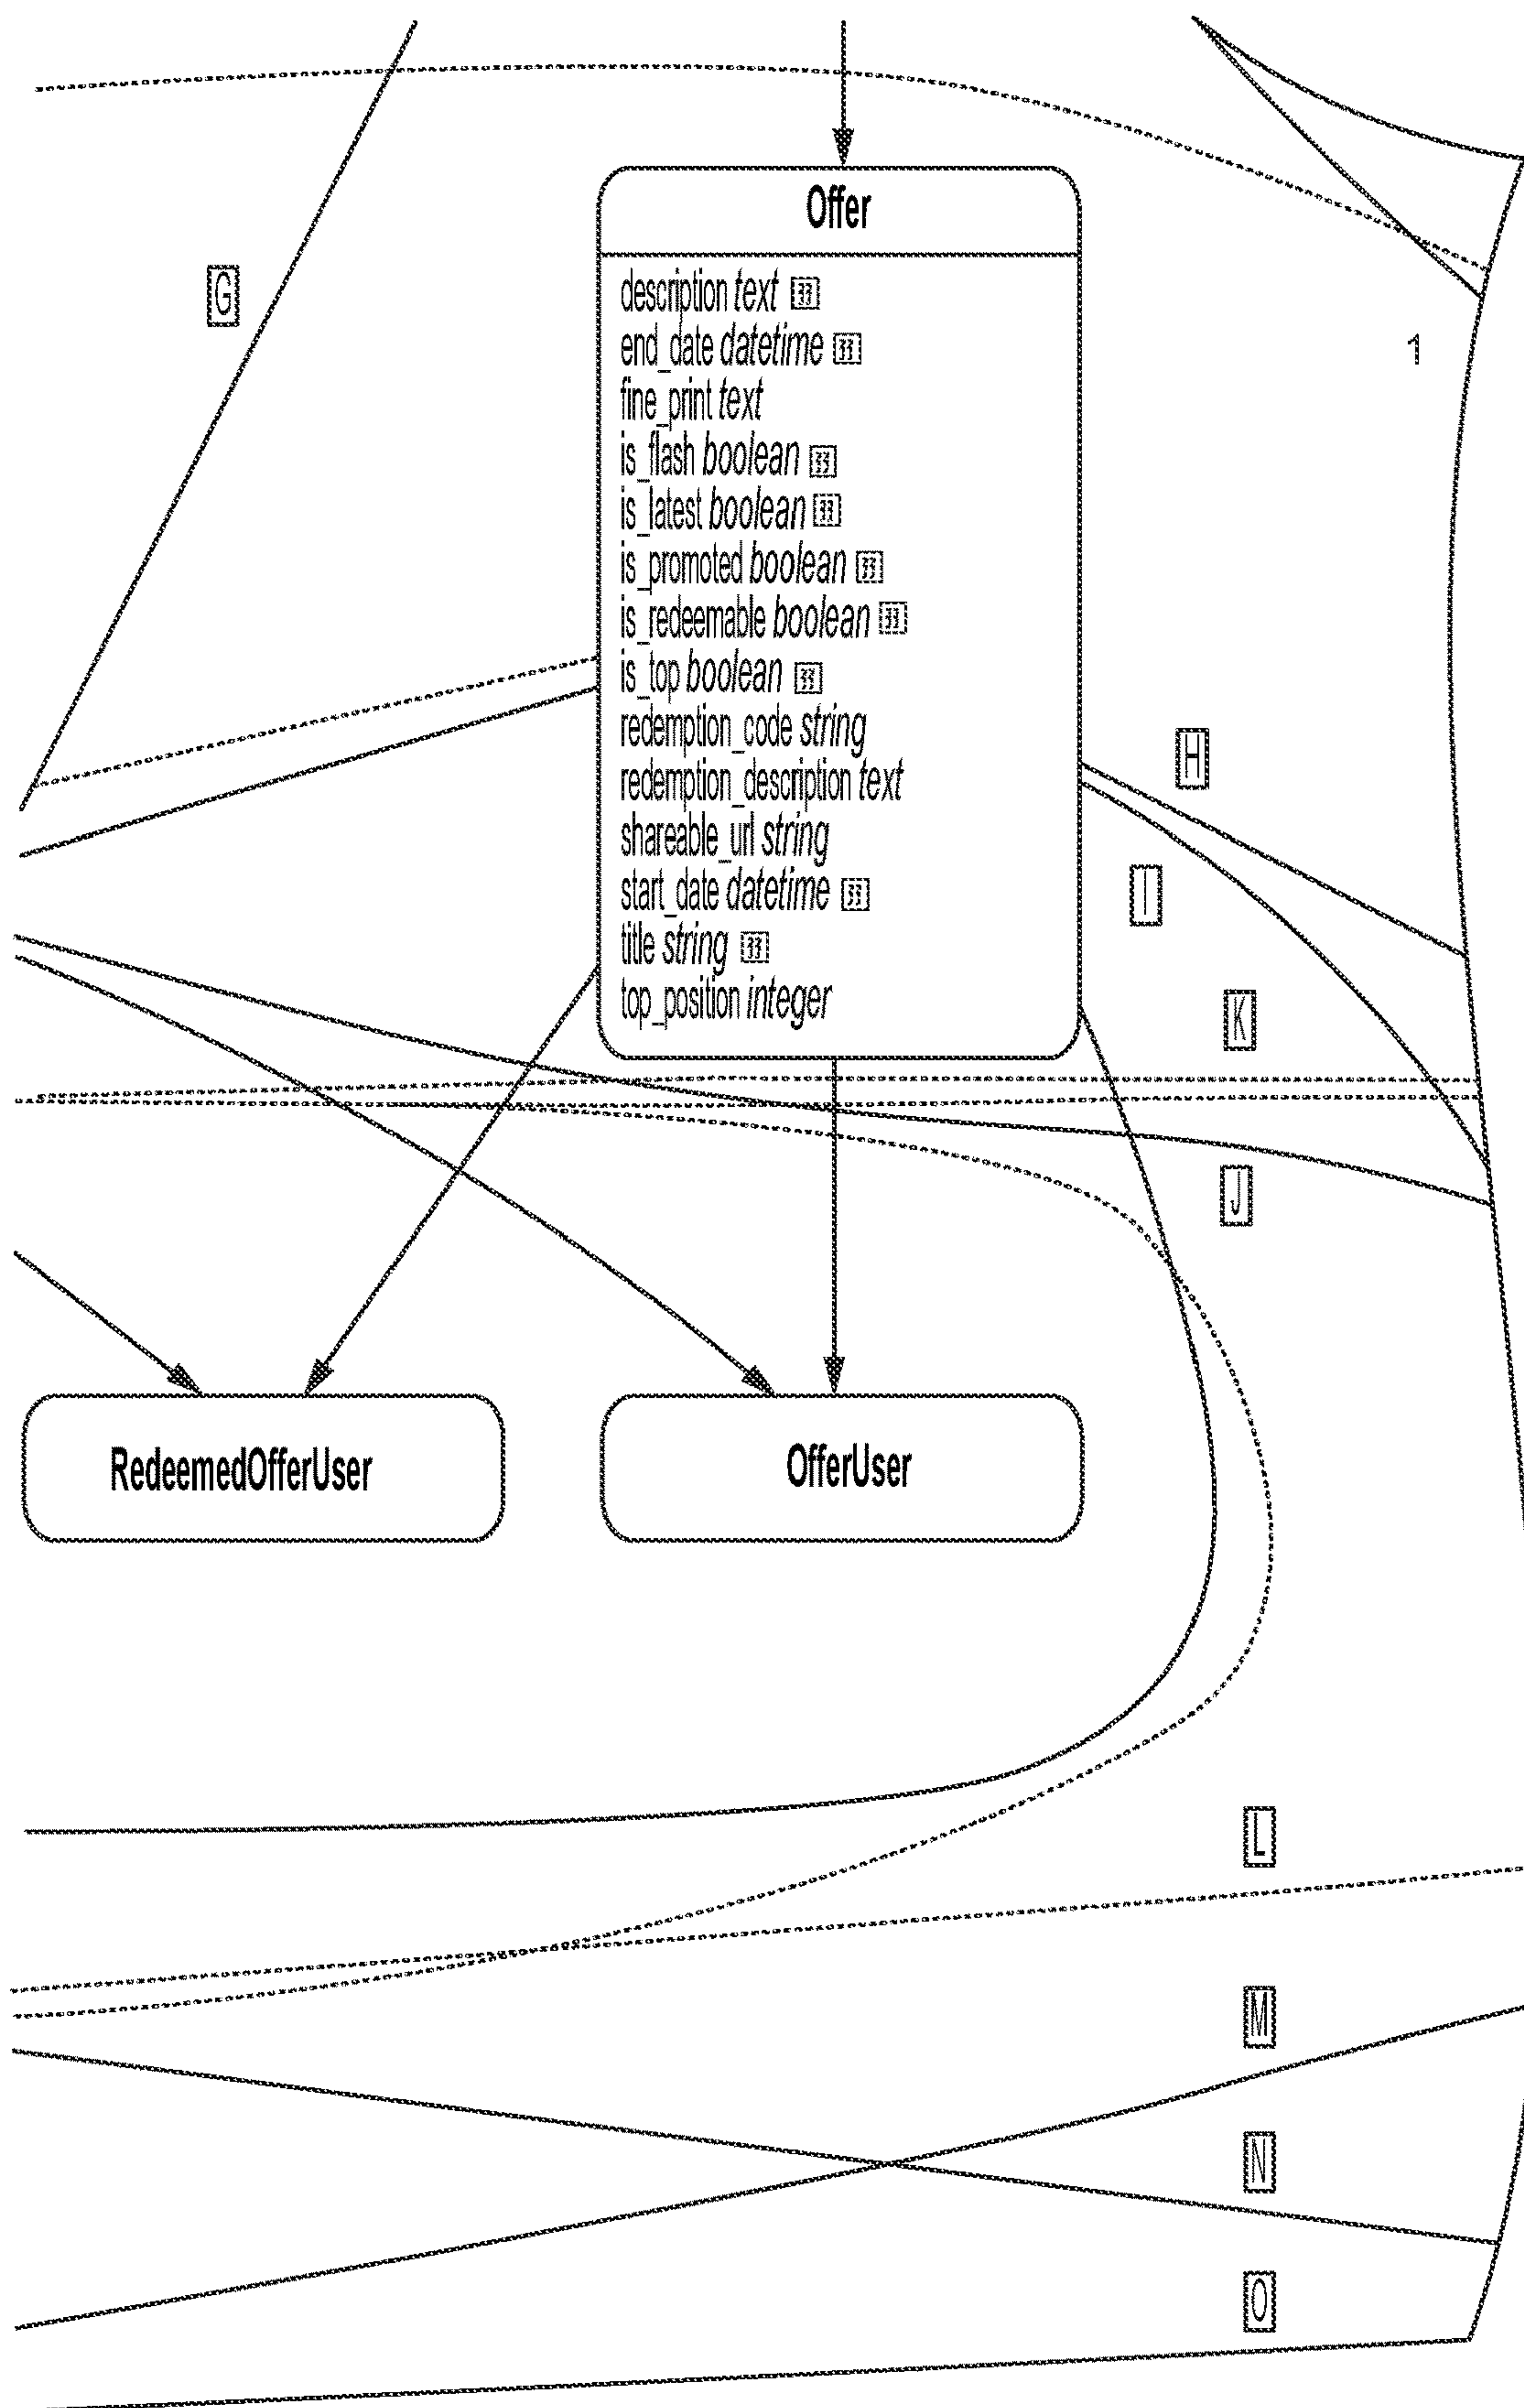 Offer
G
description text
end_date datetime
1
fine_print text
is_flash boolean
is_latest boolean
is_promoted boolean
is_redeemable boolean
is_top boolean
redemption_code string
H
redemption_description text
shareable_url string
start_date datetime
I
title string
top_position integer
K
J
RedeemedOfferUser
OfferUser
L
M
N
O